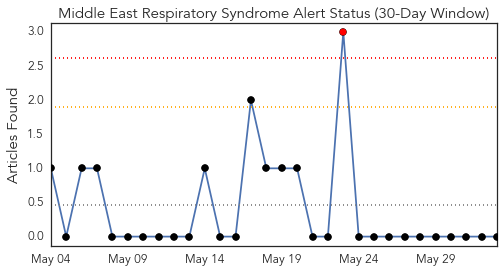 Middle East Respiratory Syndrome Alert Status (30-Day Window)
Articles Found
3.0
2.5
2.0
1.5
1.0
0.5
0.0
May 04 May 09 May 14 May 19 May 24 May 29